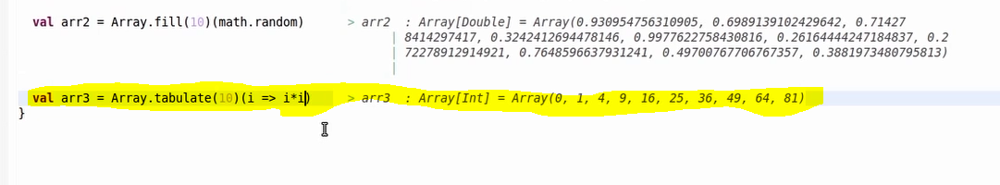 val arr2 = Array.fill(10)(math.random) > arr2 : Array[Double] = Array(0.930954756310905, 0.6989139102429642, 0.71427
| 8414297417, 0.3242412694478146, 0.9977622758430816, 0.26164444247184837, 0.2
| 72278912914921, 0.7648596637931241, 0.49700767706767357, 0.3881973480795813)
|
val arr3 = Array.tabulate(10)(i => i*i) > arr3 : Array[Int] = Array(0, 1, 4, 9, 16, 25, 36, 49, 64, 81)
}